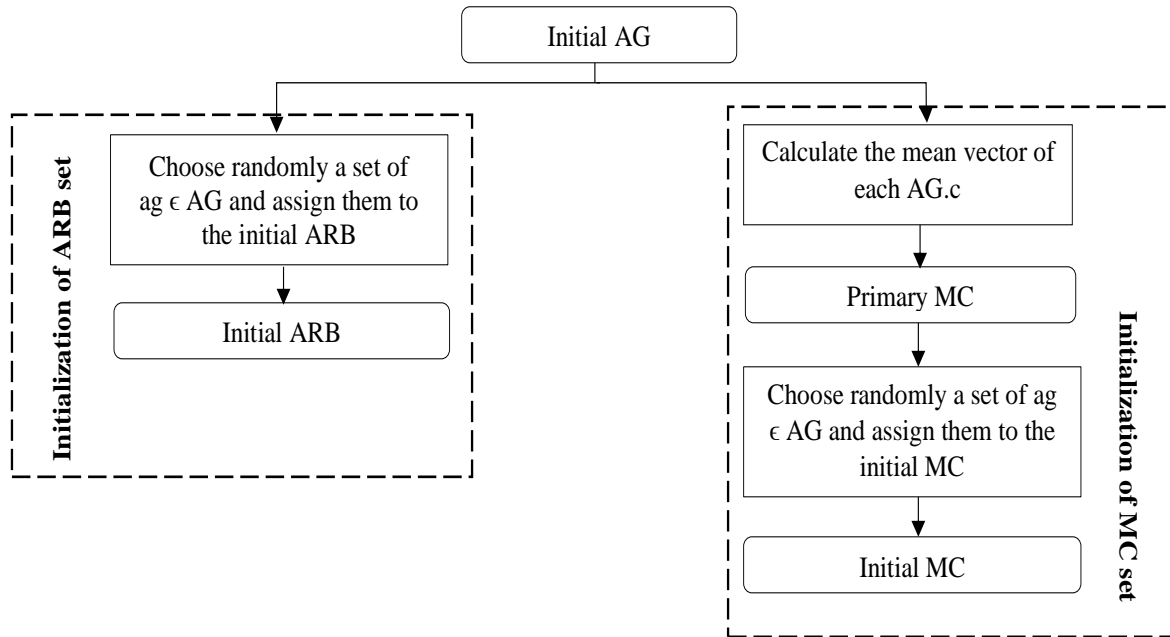 Initial AG
Initialization of ARB set
Choose randomly a set of
ag ϵ AG and assign them to
the initial ARB
Initial ARB
Calculate the mean vector of
each AG.c
Primary MC
Choose randomly a set of ag
ϵ AG and assign them to the
initial MC
Initial MC
Initialization of MC set